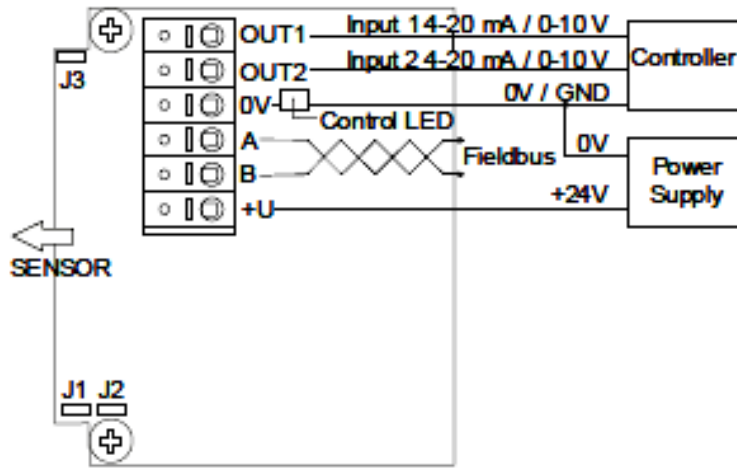 OUT1 Input 1 4-20 mA / 0-10 V
Controller
J3
OUT2 Input 2 4-20 mA / 0-10 V
0V 0V / GND
Control LED
A
Fieldbus
0V
B
Power
Supply
+U +24V
SENSOR
J1 J2